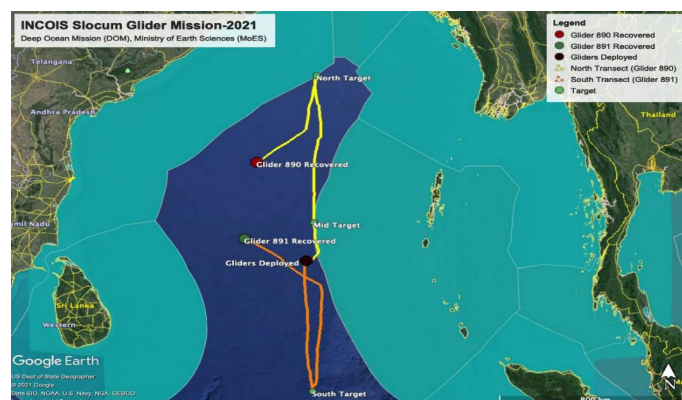 INCOIS Slocum Glider Mission-2021
Deep Ocean Mission (DOM), Ministry of Earth Sciences (MoES)
Legend
Glider 890 Recovered
Glider 891 Recovered
Gliders Deployed
North Transect (Glider 890)
South Transect (Glider 891)
Target
Telangana
North Target
Andhra Pradesh
Thailand
Glider 890 Recovered
Mid Target
Glider 891 Recovered
Gliders Deployed
Sri Lanka
Western
Google Earth
US Dept of State Geographer
© 2021 Google
Data SIO, NOAA, U.S. Navy, NGA, GEBCO
South Target
N